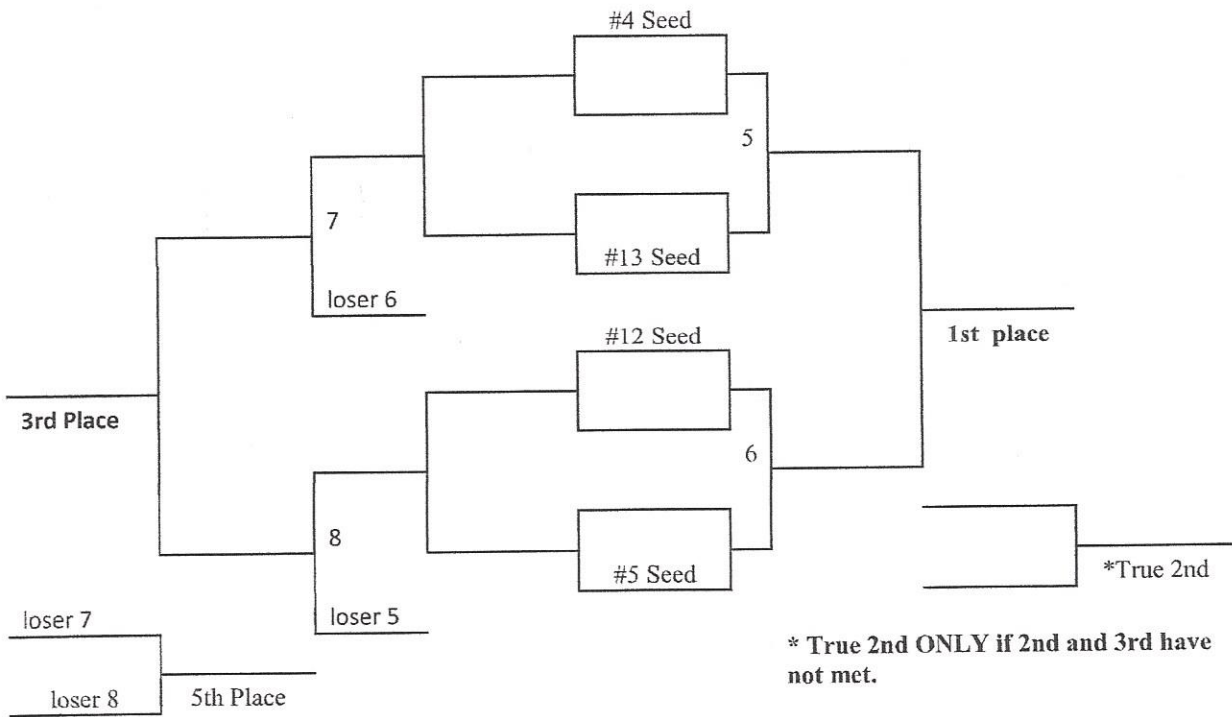 #4 Seed
5
7
#13 Seed
loser 6
#12 Seed
1st place
3rd Place
6
8
#5 Seed
*True 2nd
loser 7
loser 5
* True 2nd ONLY if 2nd and 3rd have
not met.
loser 8
5th Place